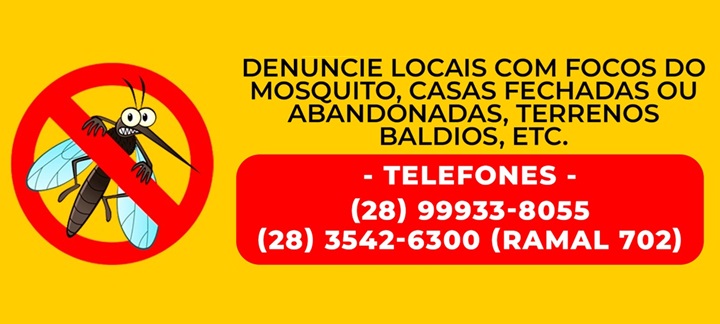 DENUNCIE LOCAIS COM FOCOS DO
MOSQUITO, CASAS FECHADAS OU
ABANDONADAS, TERRENOS
BALDIOS, ETC.
- TELEFONES -
(28) 99933-8055
(28) 3542-6300 (RAMAL 702)